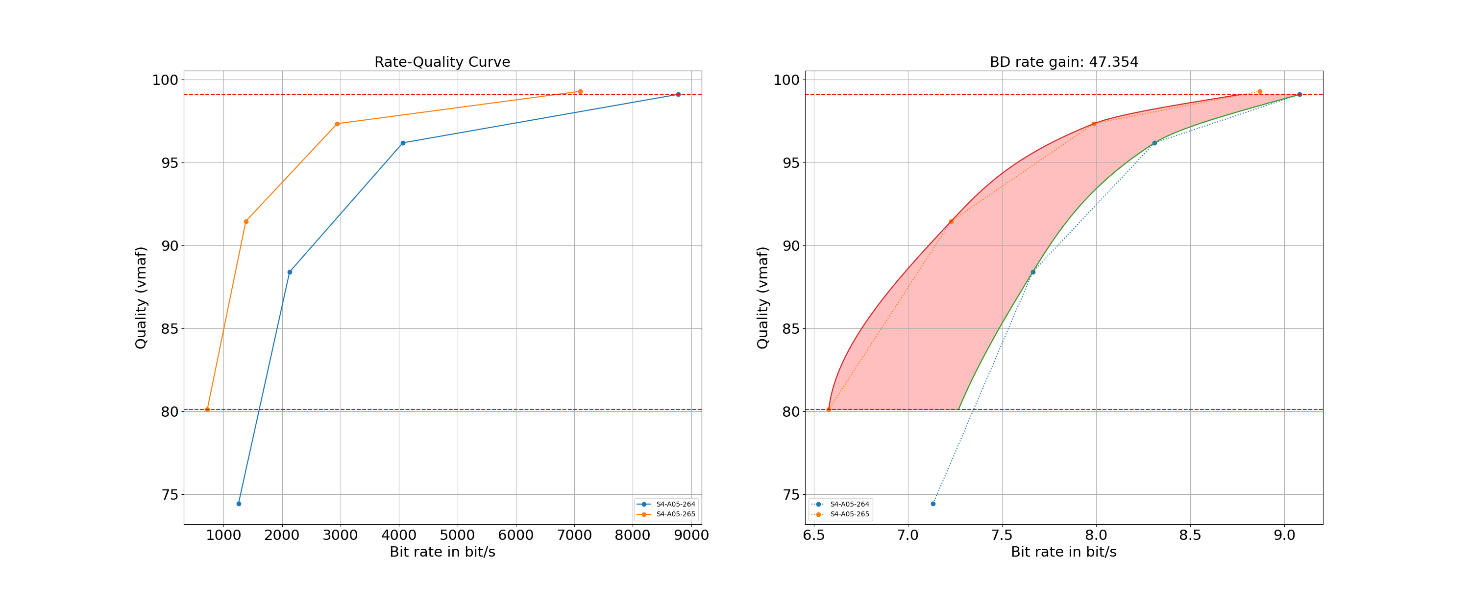 Rate-Quality Curve
100
95
90
85
80
75
Quality (vmaf)
1000 2000 3000 4000 5000 6000 7000 8000 9000
Bit rate in bit/s
S4-A05-264
S4-A05-265
BD rate gain: 47.354
100
95
90
85
80
75
Quality (vmaf)
6.5 7.0 7.5 8.0 8.5 9.0
Bit rate in bit/s
S4-A05-264
S4-A05-265